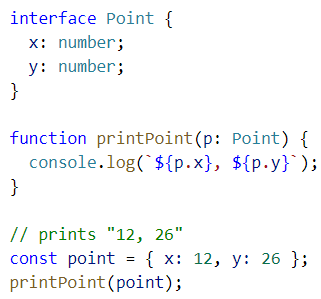 interface Point {
  x: number;
  y: number;
}

function printPoint(p: Point) {
  console.log(`${p.x}, ${p.y}`);
}

// prints "12, 26"
const point = { x: 12, y: 26 };
printPoint(point);